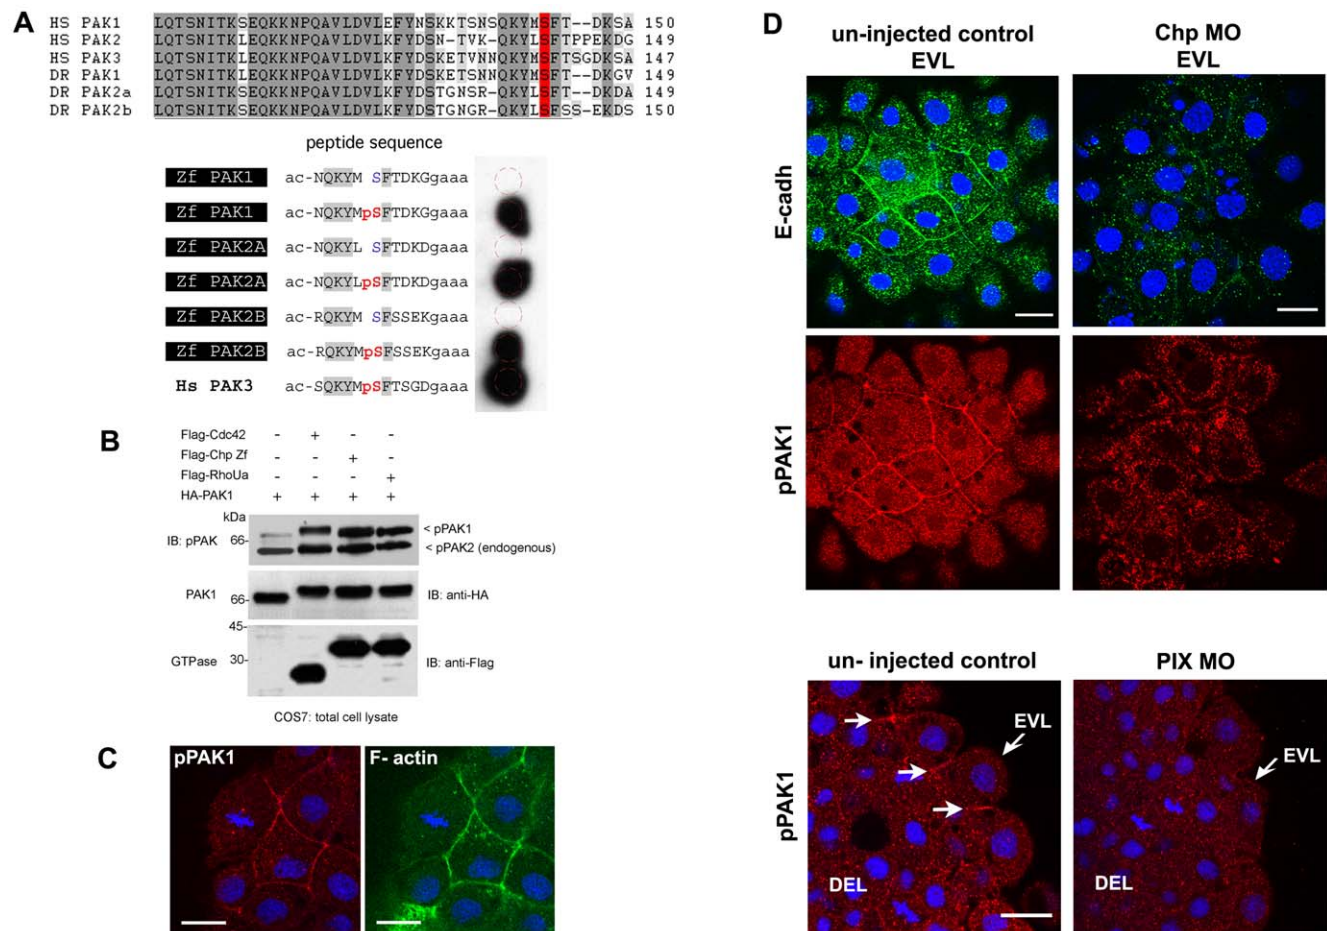 A
HS PAK1 LQTSNITKSEQKKNPQAVLDVLEFYNSKKTSNSQKYMSFT--DKSA 150
HS PAK2 LQTSNITKLEQKKNPQAVLDVLKFYDSN-TVK-QKYLSFTPPEKDG 149
HS PAK3 LQTSNITKLEQKKNPQAVLDVLKFYDSKETVNNQKYMSFTSGDKSA 147
DR PAK1 LQTSNITKSEQKKNPQAVLDVLKFYDSKETSNNQKYMSFT--DKGV 149
DR PAK2a LQTSNITKSEQKKNPQAVLDVLKFYDSTGNSR-QKYLSFT--DKDA 149
DR PAK2b LQTSNITKSEQKKNPQAVLDVLKFYDSTGNGR-QKYLSFSS-EKDS 150
peptide sequence
Zf PAK1 ac-NQKYM SFTDKGgaaa
Zf PAK1 ac-NQKYMpSFTDKGgaaa
Zf PAK2A ac-NQKYL SFTDKDgaaa
Zf PAK2A ac-NQKYLpSFTDKGgaaa
Zf PAK2B ac-RQKYM SFSSEKgaaa
Zf PAK2B ac-RQKYMpSFSSEKgaaa
Hs PAK3 ac-SQKYMpSFTSGDgaaa
B
Flag-Cdc42 - + - -
Flag-Chp Zf - - + -
Flag-RhoUa - - - +
HA-PAK1 + + + +
kDa
IB: pPAK 66- < pPAK1
< pPAK2 (endogenous)
PAK1 66- IB: anti-HA
45-
GTPase 30- IB: anti-Flag
COS7: total cell lysate
C
pPAK1 F- actin
D
un-injected control Chp MO
EVL EVL
E-cadh
pPAK1
un- injected control PIX MO
pPAK1
EVL
DEL
EVL
DEL